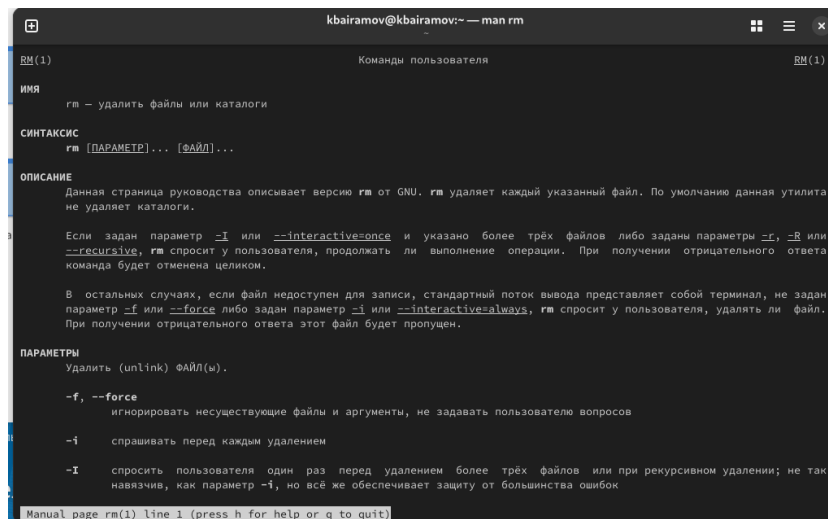 kbairamov@kbairamov:~ — man rm
~
RM(1) Команды пользователя RM(1)
ИМЯ
rm — удалить файлы или каталоги
СИНТАКСИС
rm [ПАРАМЕТР]... [ФАЙЛ]...
ОПИСАНИЕ
Данная страница руководства описывает версию rm от GNU. rm удаляет каждый указанный файл. По умолчанию данная утилита
не удаляет каталоги.
Если задан параметр -I или --interactive=once и указано более трёх файлов либо заданы параметры -r, -R или
--recursive, rm спросит у пользователя, продолжать ли выполнение операции. При получении отрицательного ответа
команда будет отменена целиком.
В остальных случаях, если файл недоступен для записи, стандартный поток вывода представляет собой терминал, не задан
параметр -f или --force либо задан параметр -i или --interactive=always, rm спросит у пользователя, удалять ли файл.
При получении отрицательного ответа этот файл будет пропущен.
ПАРАМЕТРЫ
Удалить (unlink) ФАЙЛ(ы).
-f, --force
игнорировать несуществующие файлы и аргументы, не задавать пользователю вопросов
-i спрашивать перед каждым удалением
-I спросить пользователя один раз перед удалением более трёх файлов или при рекурсивном удалении; не так
навязчив, как параметр -i, но всё же обеспечивает защиту от большинства ошибок
Manual page rm(1) line 1 (press h for help or q to quit)